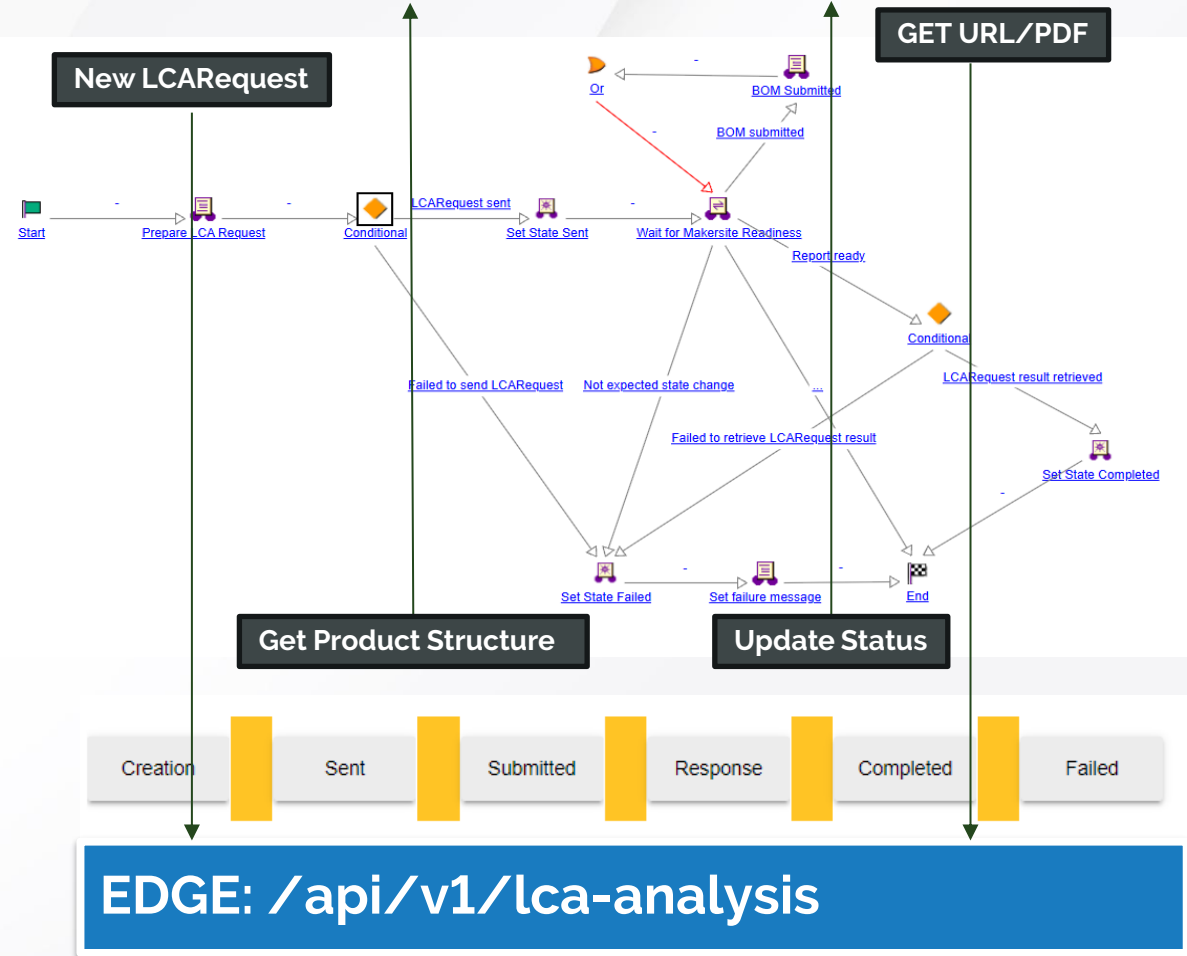 GET URL/PDF
New LCARequest
Or
-
BOM Submitted
-
BOM submitted
Start
-
Prepare LCA Request
-
Conditional
LCARequest sent
Set State Sent
-
Wait for Makersite Readiness
Report ready
Conditional
Failed to send LCARequest
Not expected state change
...
LCARequest result retrieved
Failed to retrieve LCARequest result
Set State Completed
-
Set State Failed
-
Set failure message
-
End
Get Product Structure
Update Status
Creation
Sent
Submitted
Response
Completed
Failed
EDGE: /api/v1/lca-analysis